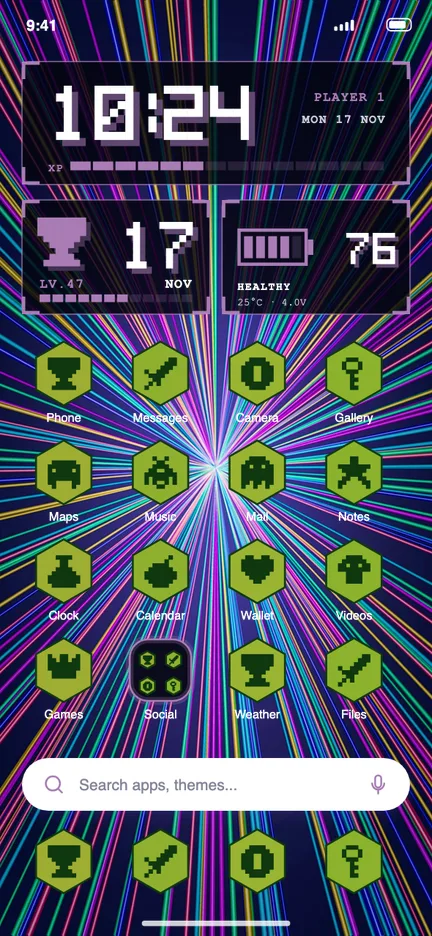 9:41
10:24
PLAYER 1
MON 17 NOV
XP
17
LV.47
NOV
76
HEALTHY
25°C · 4.0V
Phone
Messages
Camera
Gallery
Maps
Music
Mail
Notes
Clock
Calendar
Wallet
Videos
Games
Social
Weather
Files
Search apps, themes...